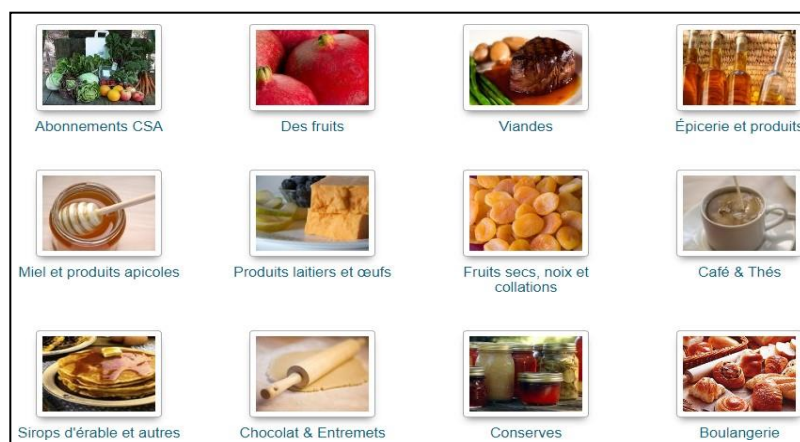 Abonnements CSA
Des fruits
Viandes
Épicerie et produits
Miel et produits apicoles
Produits laitiers et œufs
Fruits secs, noix et
collations
Café & Thés
Sirops d'érable et autres
Chocolat & Entremets
Conserves
Boulangerie